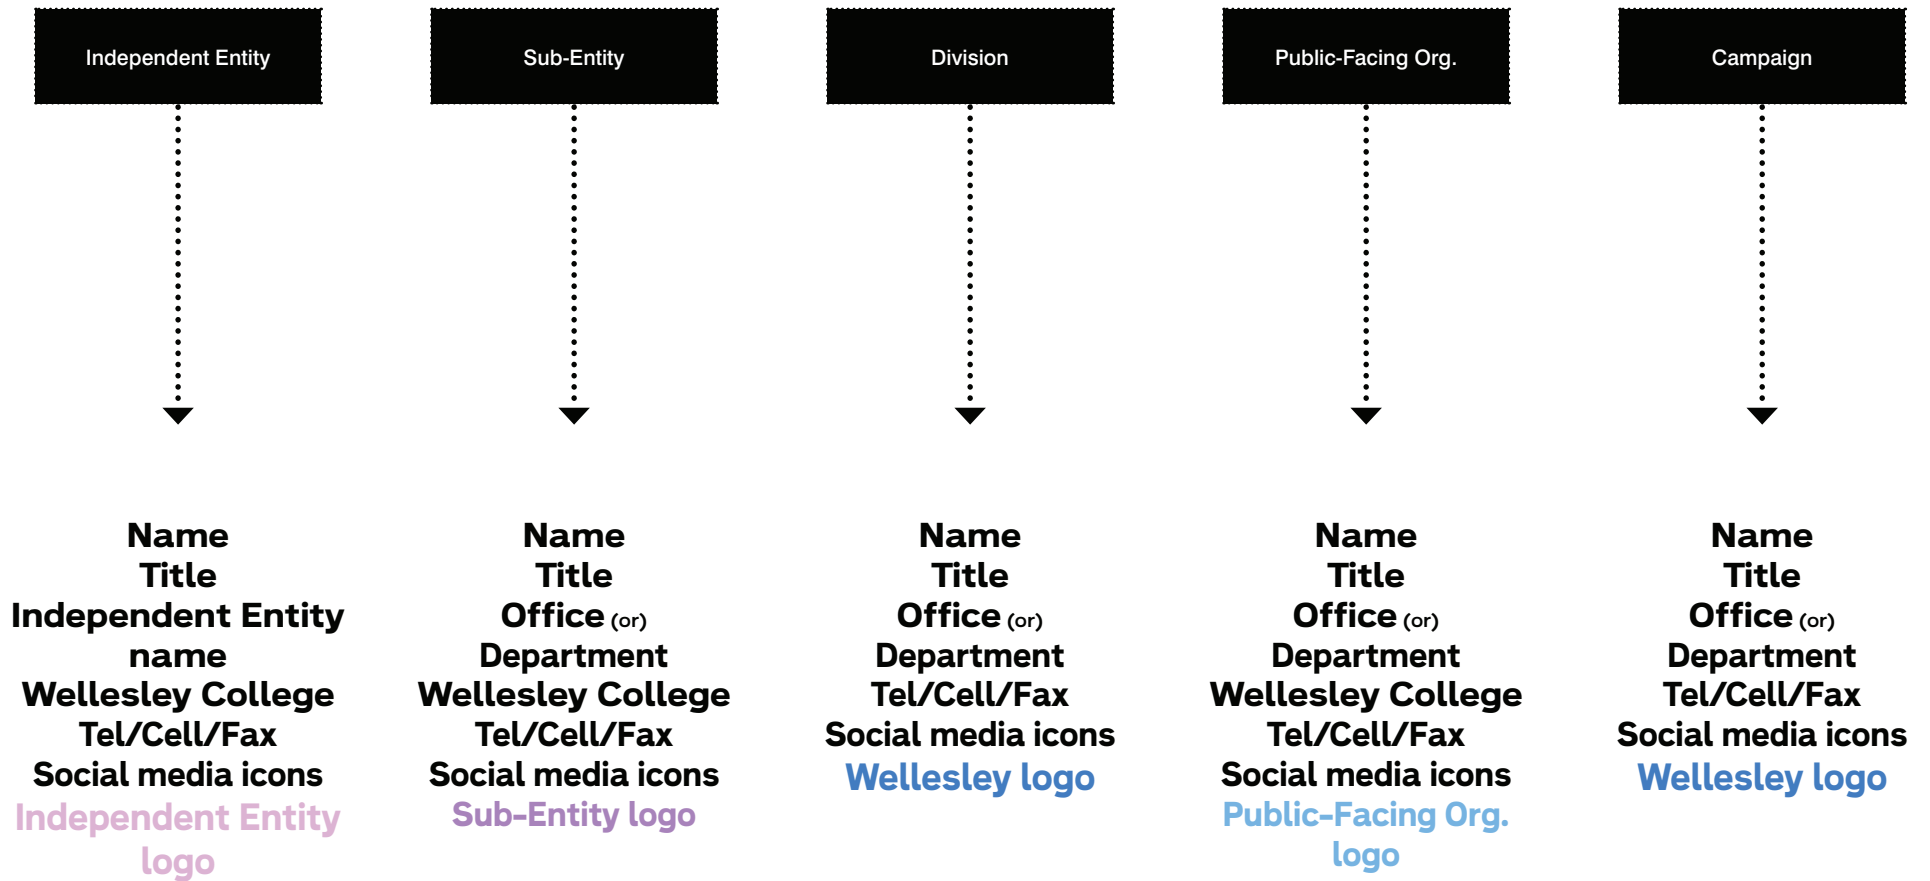 Independent Entity
Sub-Entity
Division
Public-Facing Org.
Campaign
Name
Title
Independent Entity
name
Wellesley College
Tel/Cell/Fax
Social media icons
Independent Entity
logo
Name
Title
Office (or)
Department
Wellesley College
Tel/Cell/Fax
Social media icons
Sub-Entity logo
Name
Title
Office (or)
Department
Tel/Cell/Fax
Social media icons
Wellesley logo
Name
Title
Office (or)
Department
Wellesley College
Tel/Cell/Fax
Social media icons
Public-Facing Org.
logo
Name
Title
Office (or)
Department
Tel/Cell/Fax
Social media icons
Wellesley logo